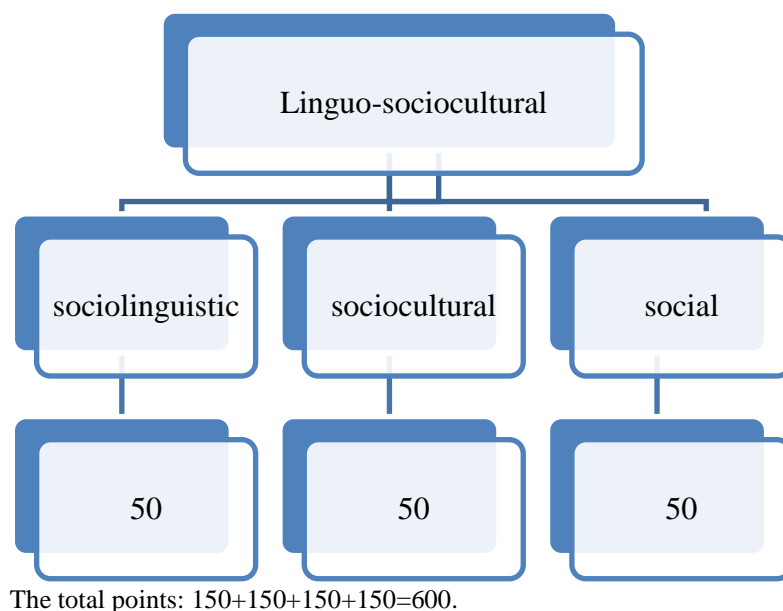 Linguo-sociocultural
sociolinguistic
sociocultural
social
50
50
50
The total points: 150+150+150+150=600.